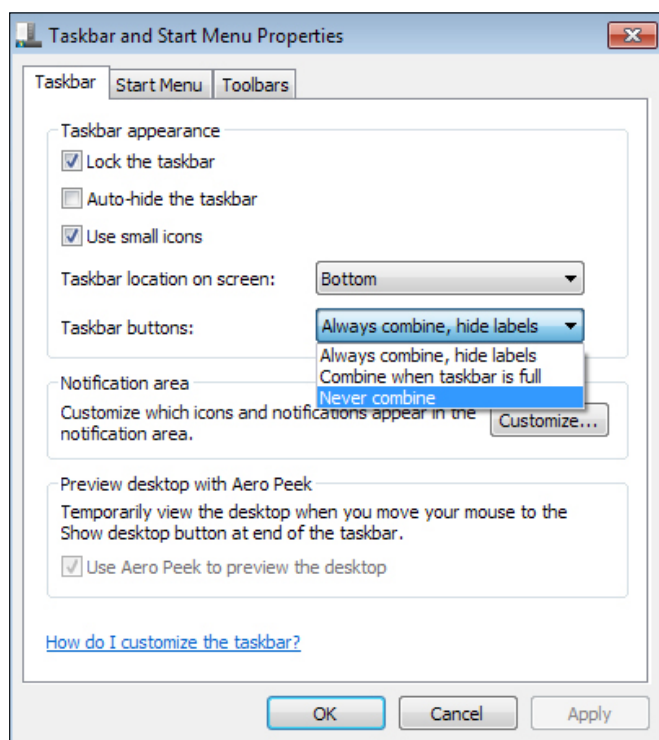 Taskbar and Start Menu Properties
Taskbar
Start Menu
Toolbars
Taskbar appearance
Lock the taskbar
Auto-hide the taskbar
Use small icons
Taskbar location on screen:
Bottom
Taskbar buttons:
Always combine, hide labels
Always combine, hide labels
Combine when taskbar is full
Never combine
Notification area
Customize which icons and notifications appear in the
notification area.
Customize...
Preview desktop with Aero Peek
Temporarily view the desktop when you move your mouse to the
Show desktop button at end of the taskbar.
Use Aero Peek to preview the desktop
How do I customize the taskbar?
OK
Cancel
Apply